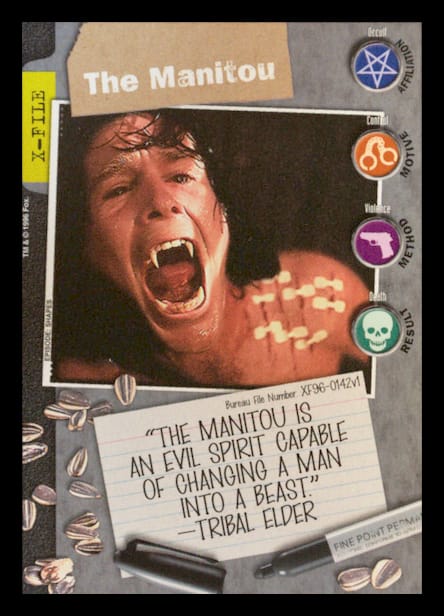 The Manitou
X-FILE
Occult
AFFILIATION
Control
MOTIVE
Violence
METHOD
Death
RESULT
TM & © 1996 Fox.
EPISODE: SHAPES
Bureau File Number XF96-0142v1
“THE MANITOU IS
AN EVIL SPIRIT CAPABLE
OF CHANGING A MAN
INTO A BEAST.”
—TRIBAL ELDER
FINE POINT PERMA